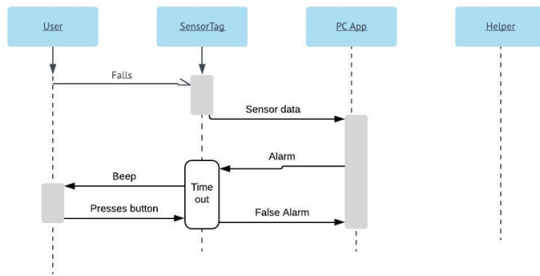 User
SensorTag
PC App
Helper
Falls
Sensor data
Alarm
Beep
Time
out
Presses button
False Alarm